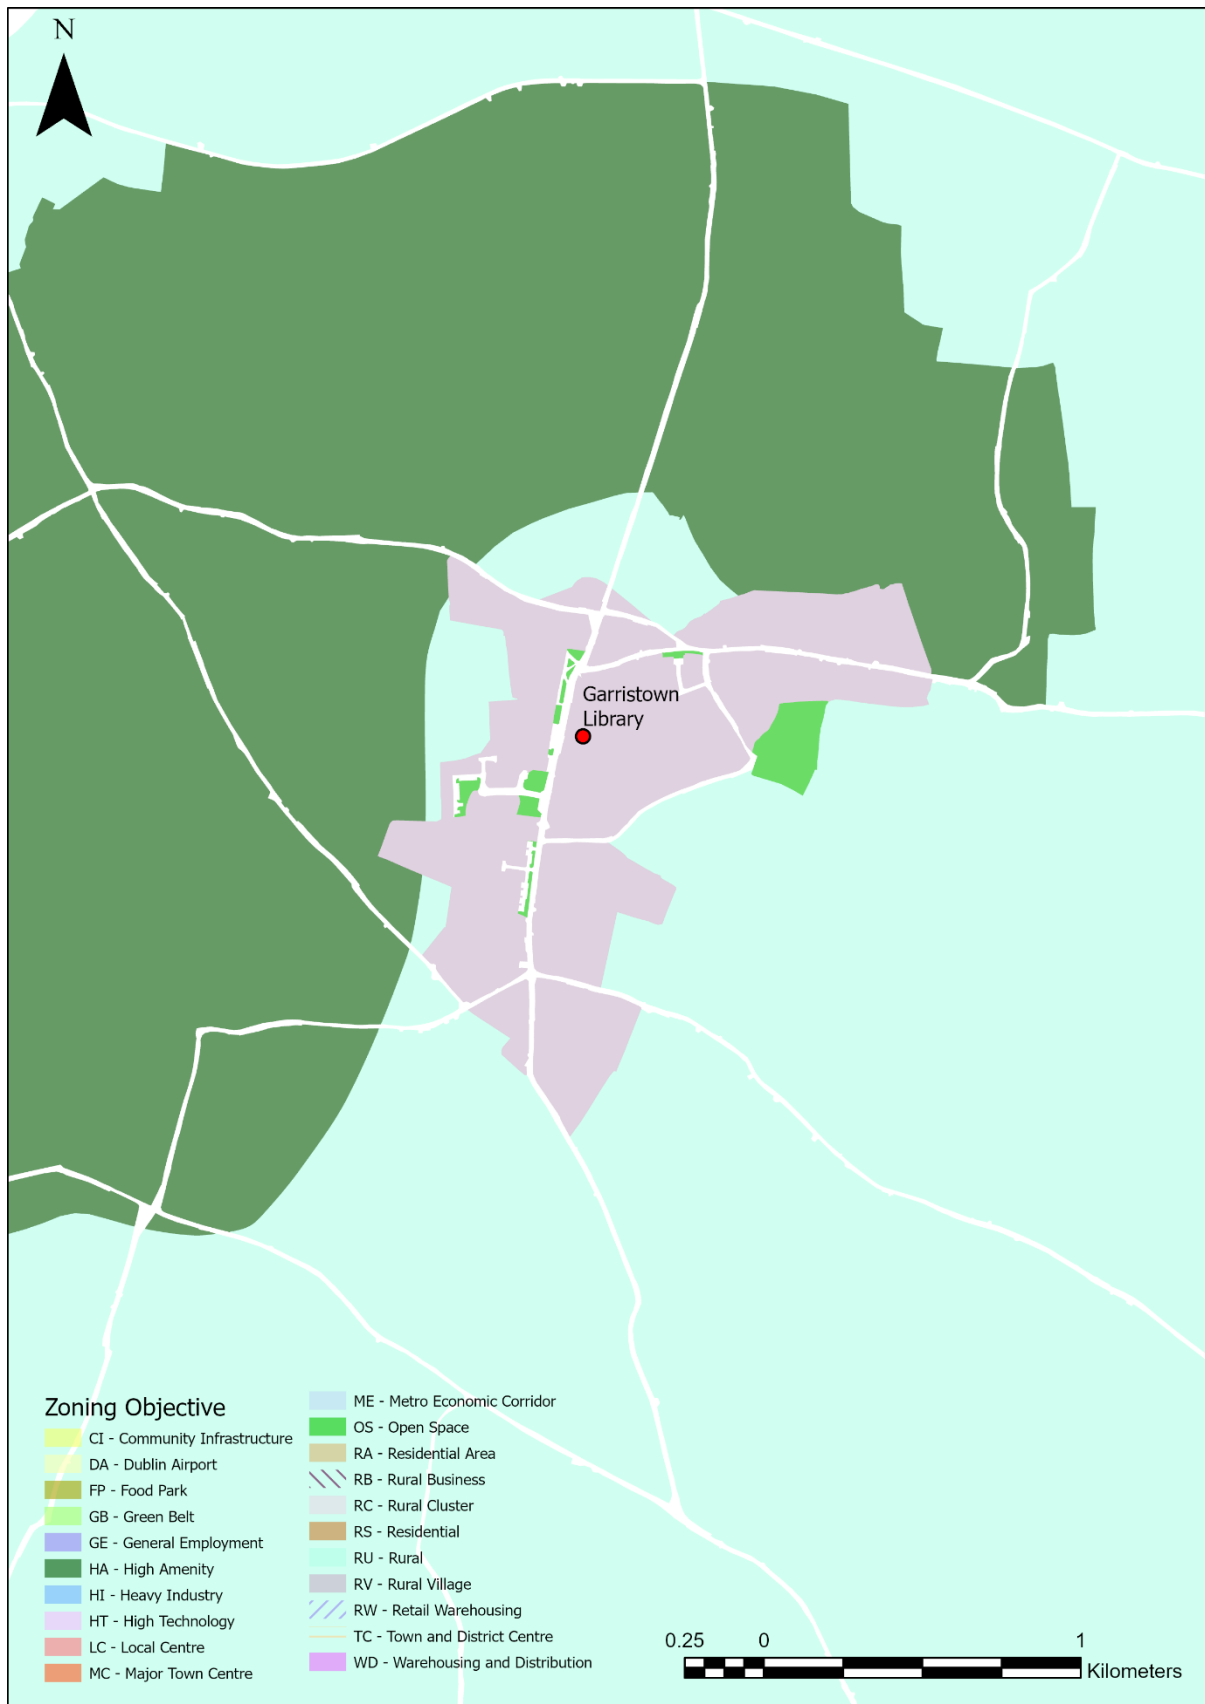 N
Garristown
Library
Zoning Objective
CI - Community Infrastructure
DA - Dublin Airport
FP - Food Park
GB - Green Belt
GE - General Employment
HA - High Amenity
HI - Heavy Industry
HT - High Technology
LC - Local Centre
MC - Major Town Centre
ME - Metro Economic Corridor
OS - Open Space
RA - Residential Area
RB - Rural Business
RC - Rural Cluster
RS - Residential
RU - Rural
RV - Rural Village
RW - Retail Warehousing
TC - Town and District Centre
WD - Warehousing and Distribution
0.25 0 1
Kilometers